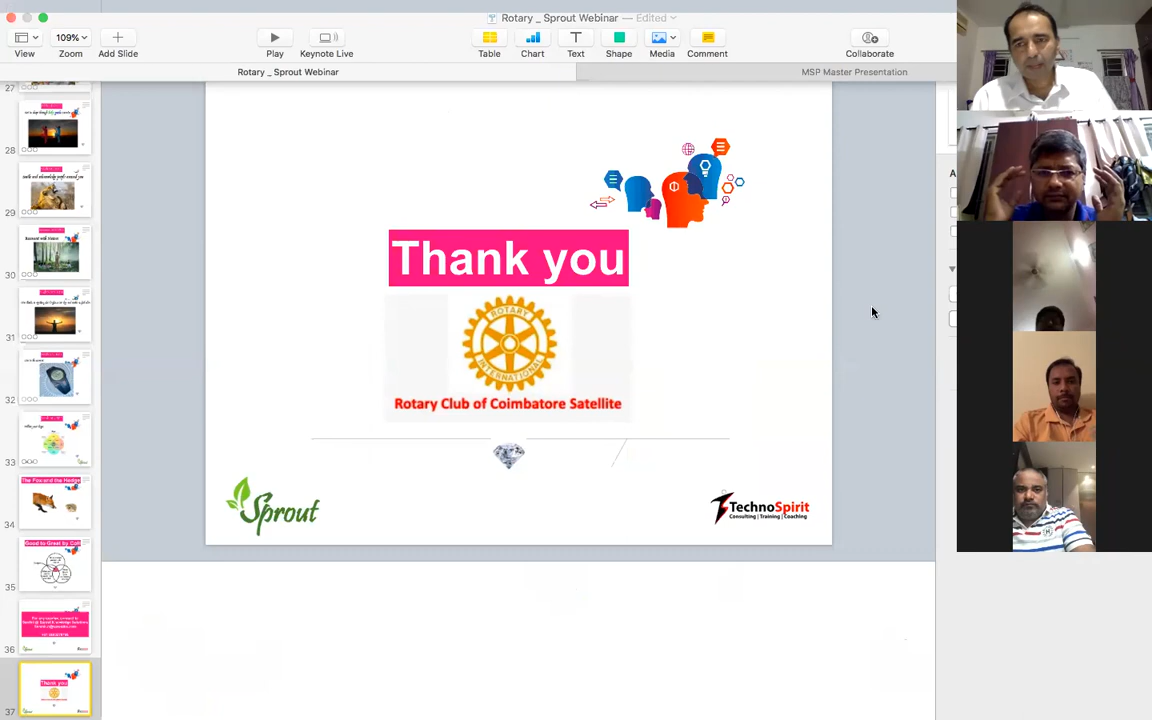 Rotary _ Sprout Webinar — Edited
View
109%
Zoom
Add Slide
Play
Keynote Live
Table
Chart
Text
Shape
Media
Comment
Collaborate
Rotary _ Sprout Webinar
MSP Master Presentation
27
28
29
30
31
32
33
The Fox and the Hedge
34
Good to Great by Colli
35
36
Thank you
37
Thank you
ROTARY
INTERNATIONAL
Rotary Club of Coimbatore Satellite
Sprout
TechnoSpirit
Consulting | Training | Coaching